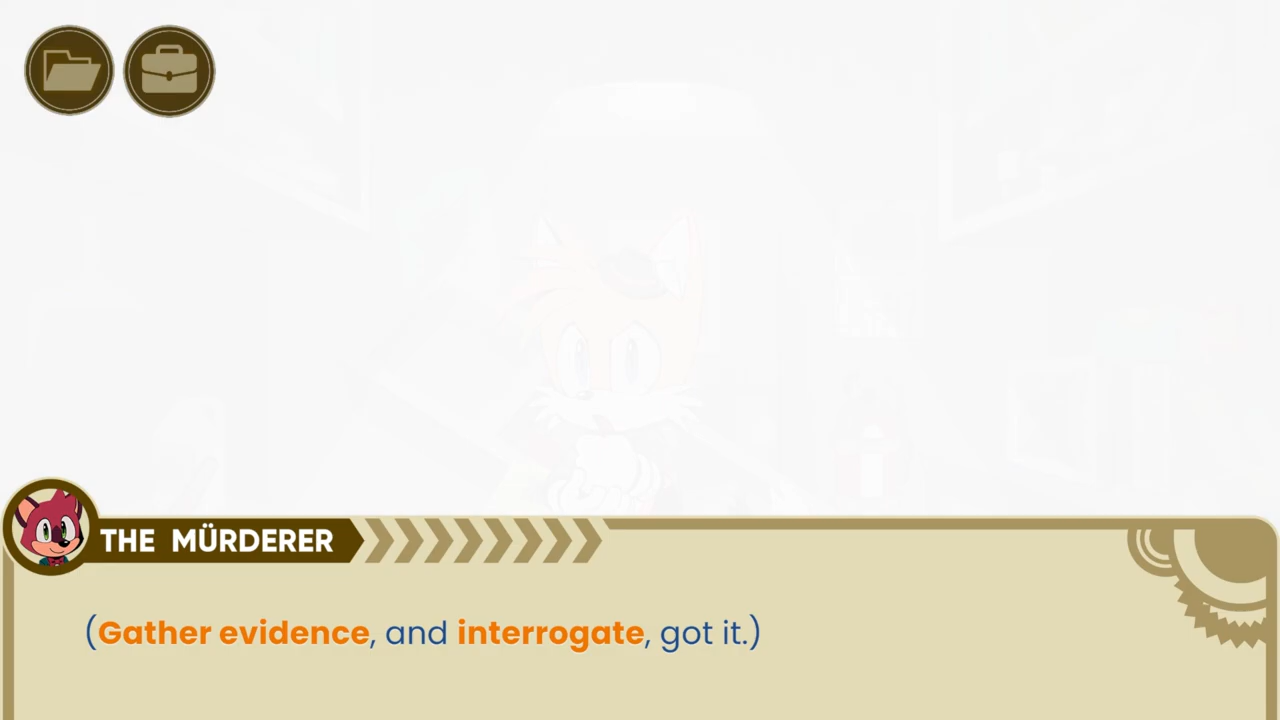 THE MÜRDERER
(Gather evidence, and interrogate, got it.)